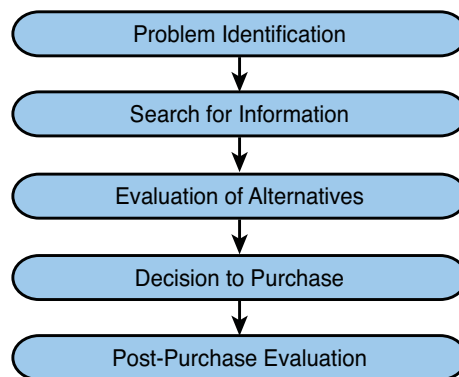 Problem Identification
Search for Information
Evaluation of Alternatives
Decision to Purchase
Post-Purchase Evaluation